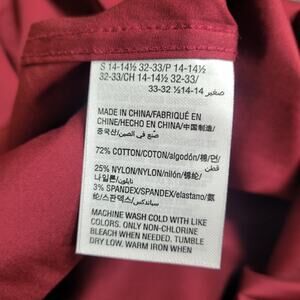 S 14-14½ 32-33/P 14-14½
32-33/CH 14-14½ 32-33/
صغير 14-14½ 32-33
MADE IN CHINA/FABRIQUÉ EN
CHINE/HECHO EN CHINA/中国制造/
صنع في الصين/중국산
72% COTTON/COTON/algodón/棉/면/
قطن
25% NYLON/NYLON/nilón/锦纶/
나일론/نايلون
3% SPANDEX/SPANDEX/elastano/氨
纶/스판덱스/سباندكس
MACHINE WASH COLD WITH LIKE
COLORS. ONLY NON-CHLORINE
BLEACH WHEN NEEDED. TUMBLE
DRY LOW. WARM IRON WHEN